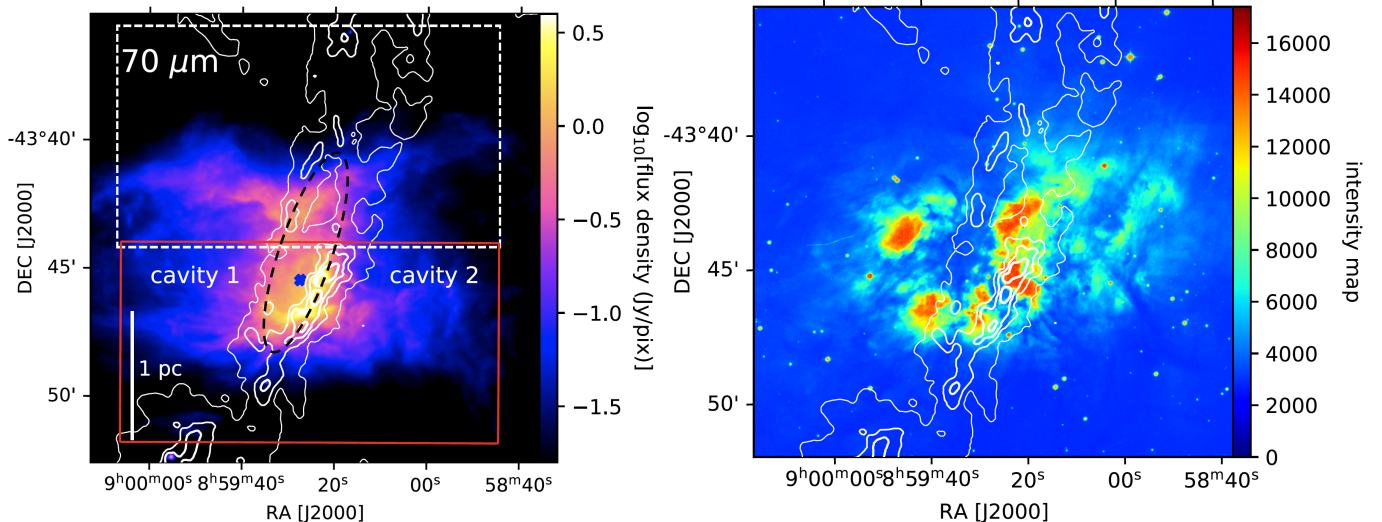 70 μm
cavity 1
cavity 2
1 pc
-43°40'
45'
50'
DEC [J2000]
9ʰ00ᵐ00ˢ 8ʰ59ᵐ40ˢ 20ˢ 00ˢ 58ᵐ40ˢ
RA [J2000]
0.5
0.0
−0.5
−1.0
−1.5
log₁₀[flux density (Jy/pix)]
-43°40'
45'
50'
DEC [J2000]
9ʰ00ᵐ00ˢ 8ʰ59ᵐ40ˢ 20ˢ 00ˢ 58ᵐ40ˢ
RA [J2000]
16000
14000
12000
10000
8000
6000
4000
2000
0
intensity map